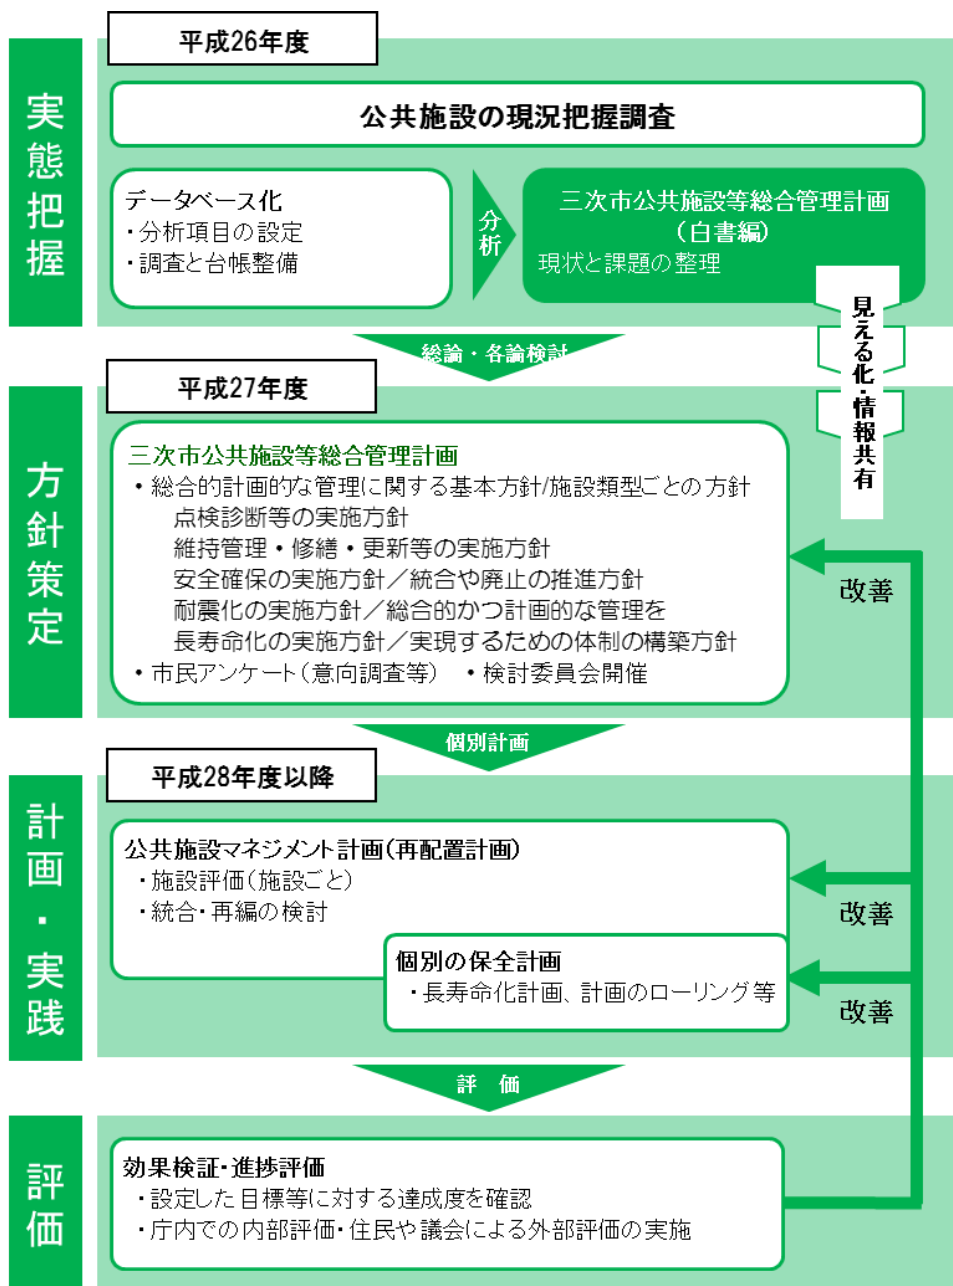 実態把握
平成26年度
公共施設の現況把握調査
データベース化
・分析項目の設定
・調査と台帳整備
分析
三次市公共施設等総合管理計画
（白書編）
現状と課題の整理
見える化・情報共有
総論・各論検討
方針策定
平成27年度
三次市公共施設等総合管理計画
・総合的計画的な管理に関する基本方針/施設類型ごとの方針
点検診断等の実施方針
維持管理・修繕・更新等の実施方針
安全確保の実施方針／統合や廃止の推進方針
耐震化の実施方針／総合的かつ計画的な管理を
長寿命化の実施方針／実現するための体制の構築方針
・市民アンケート（意向調査等）　・検討委員会開催
改善
個別計画
計画・実践
平成28年度以降
公共施設マネジメント計画（再配置計画）
・施設評価（施設ごと）
・統合・再編の検討
改善
個別の保全計画
・長寿命化計画、計画のローリング等
改善
評　価
評価
効果検証・進捗評価
・設定した目標等に対する達成度を確認
・庁内での内部評価・住民や議会による外部評価の実施